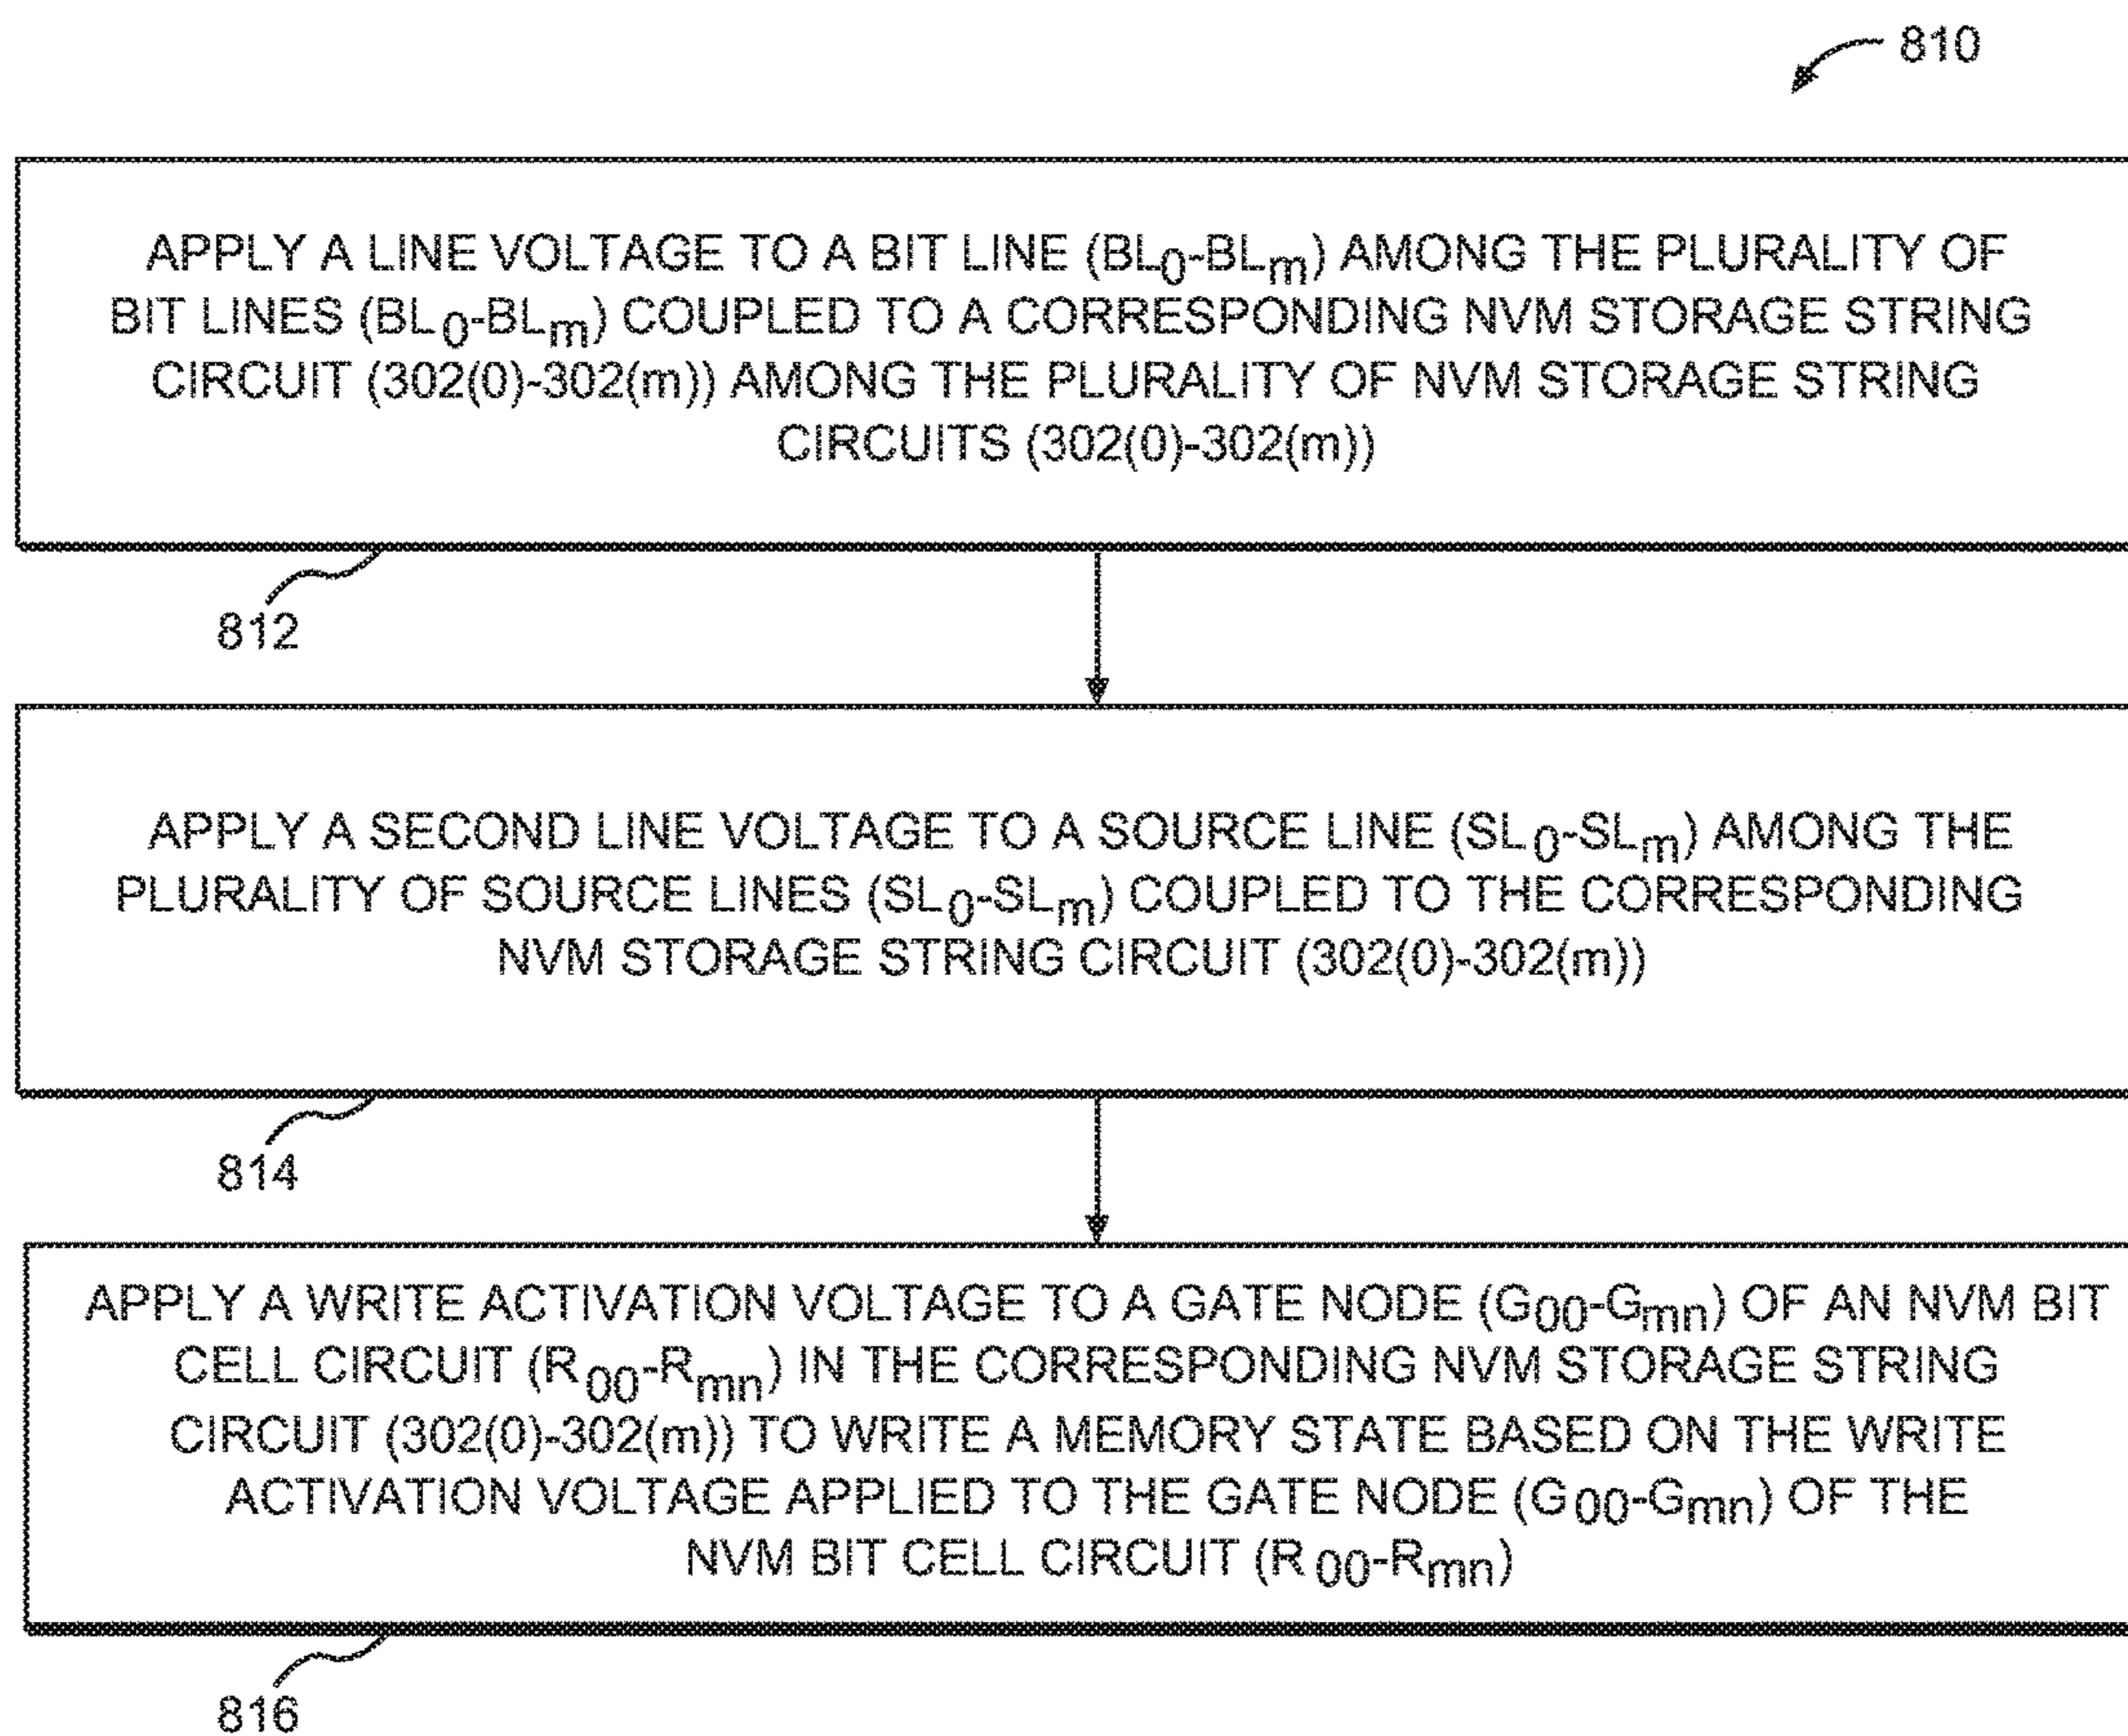 810
APPLY A LINE VOLTAGE TO A BIT LINE (BL0-BLm) AMONG THE PLURALITY OF
BIT LINES (BL0-BLm) COUPLED TO A CORRESPONDING NVM STORAGE STRING
CIRCUIT (302(0)-302(m)) AMONG THE PLURALITY OF NVM STORAGE STRING
CIRCUITS (302(0)-302(m))
812
APPLY A SECOND LINE VOLTAGE TO A SOURCE LINE (SL0-SLm) AMONG THE
PLURALITY OF SOURCE LINES (SL0-SLm) COUPLED TO THE CORRESPONDING
NVM STORAGE STRING CIRCUIT (302(0)-302(m))
814
APPLY A WRITE ACTIVATION VOLTAGE TO A GATE NODE (G00-Gmn) OF AN NVM BIT
CELL CIRCUIT (R00-Rmn) IN THE CORRESPONDING NVM STORAGE STRING
CIRCUIT (302(0)-302(m)) TO WRITE A MEMORY STATE BASED ON THE WRITE
ACTIVATION VOLTAGE APPLIED TO THE GATE NODE (G00-Gmn) OF THE
NVM BIT CELL CIRCUIT (R00-Rmn)
816